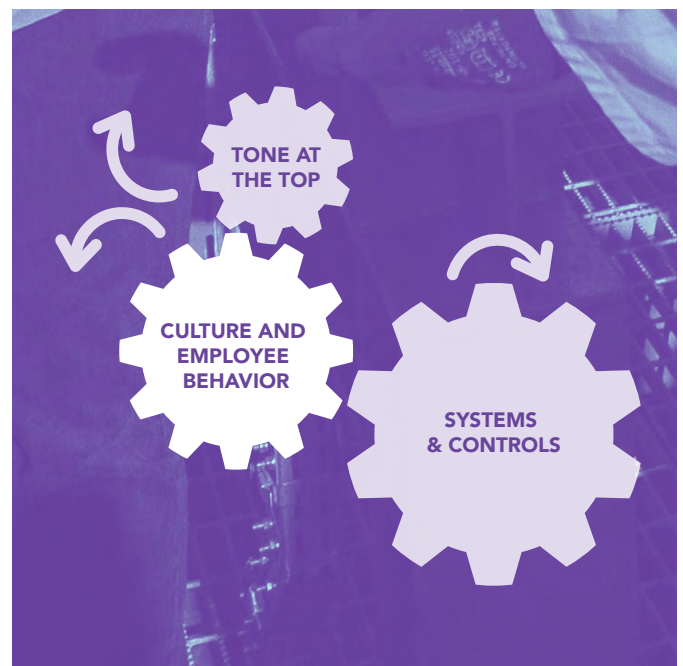 TONE AT
THE TOP
CULTURE AND
EMPLOYEE
BEHAVIOR
SYSTEMS
& CONTROLS